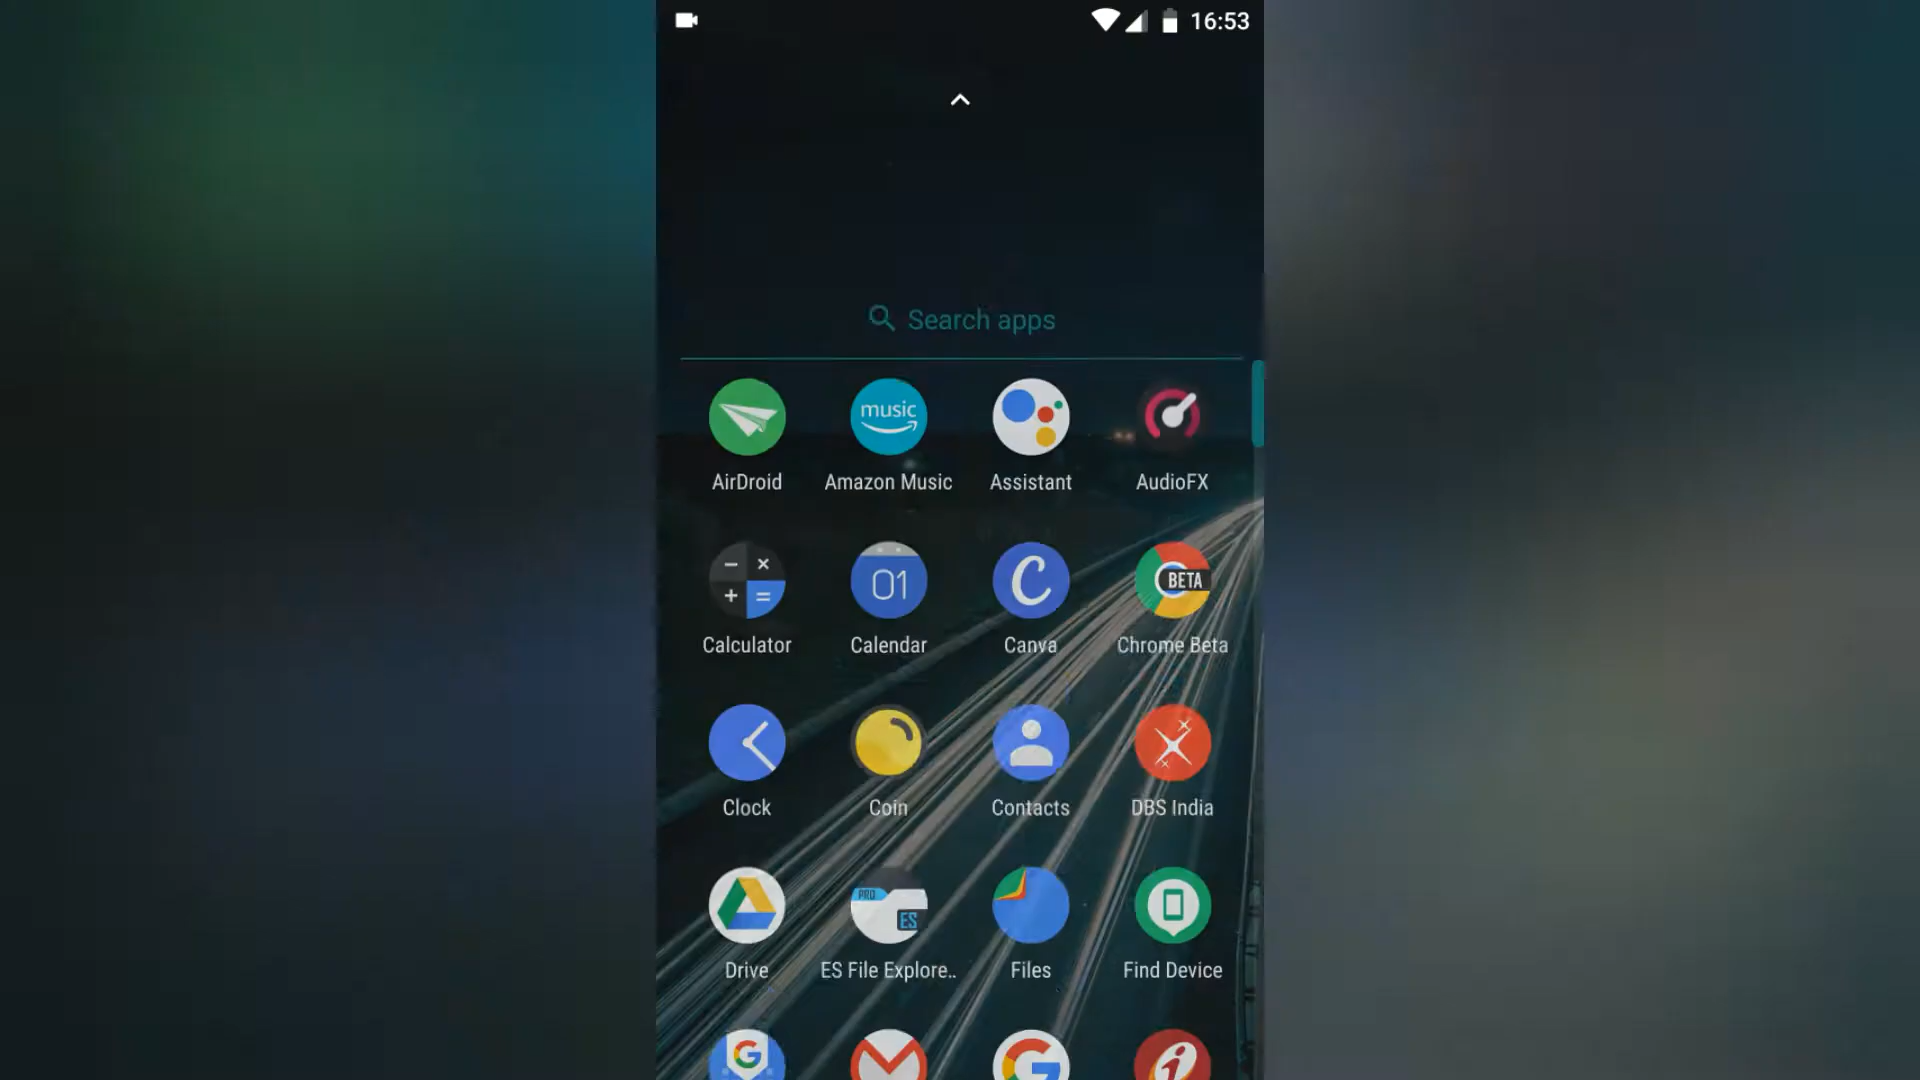 16:53
Search apps
music
AirDroid
Amazon Music
Assistant
AudioFX
01
BETA
Calculator
Calendar
Canva
Chrome Beta
Clock
Coin
Contacts
DBS India
PRO
ES
Drive
ES File Explore..
Files
Find Device